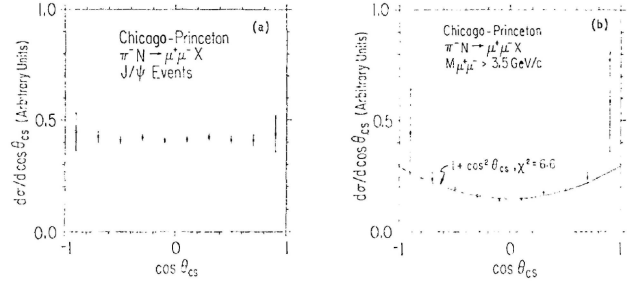 (a)
Chicago-Princeton
π⁻N → μ⁺μ⁻X
J/ψ Events
dσ/d cos θcs (Arbitrary Units)
1.0
0.5
0.0
-1
0
1
cos θcs
(b)
Chicago-Princeton
π⁻N → μ⁺μ⁻X
Mμ⁺μ⁻ > 3.5 GeV/c
1 + cos² θcs, χ² = 6.6
dσ/d cos θcs (Arbitrary Units)
1.0
0.5
0.0
-1
0
1
cos θcs